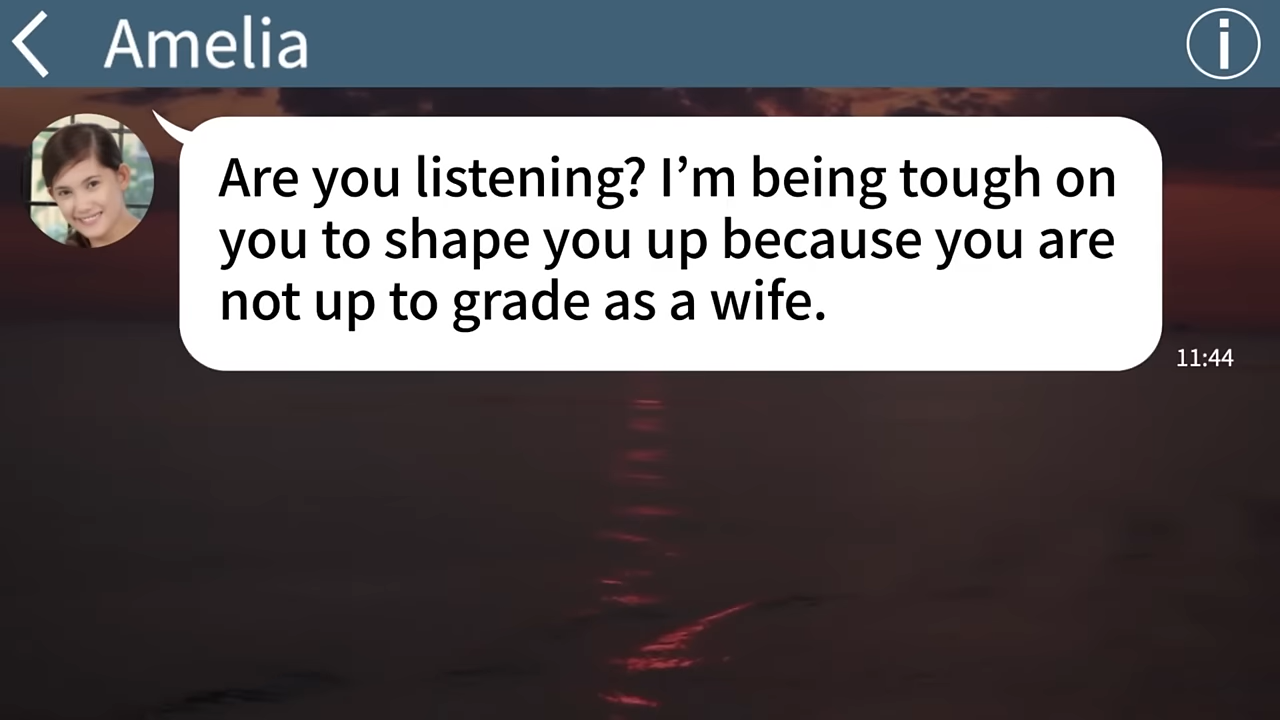 Amelia
Are you listening? I’m being tough on
you to shape you up because you are
not up to grade as a wife.
11:44